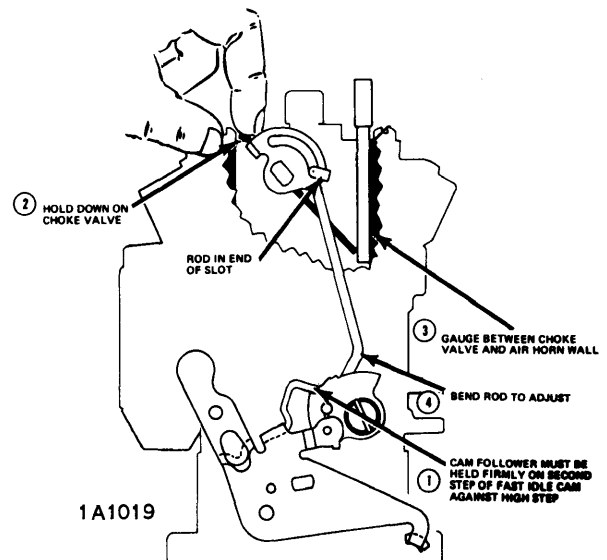 2 HOLD DOWN ON
CHOKE VALVE
ROD IN END
OF SLOT
3 GAUGE BETWEEN CHOKE
VALVE AND AIR HORN WALL
4 BEND ROD TO ADJUST
1 CAM FOLLOWER MUST BE
HELD FIRMLY ON SECOND
STEP OF FAST IDLE CAM
AGAINST HIGH STEP
1A1019